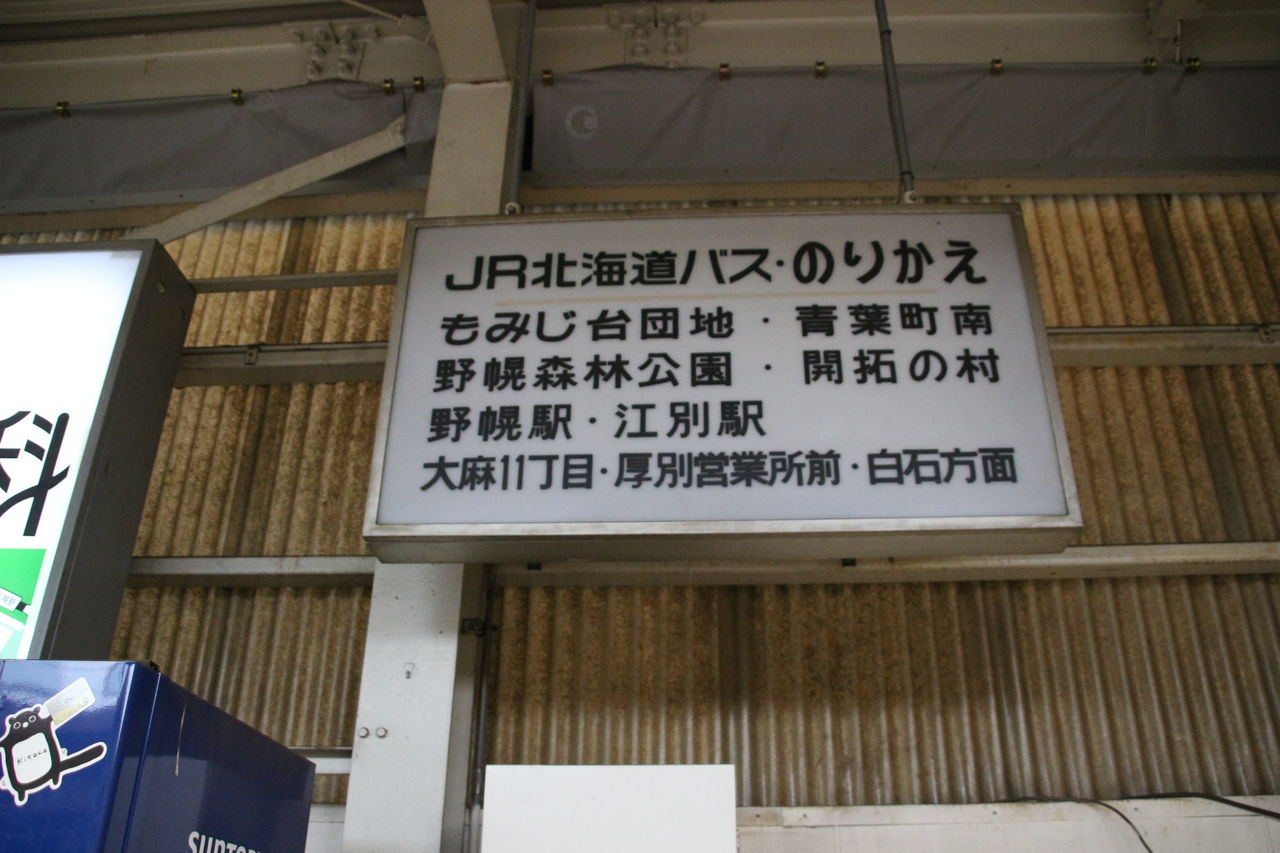 JR北海道バス・のりかえ
もみじ台団地・青葉町南
野幌森林公園・開拓の村
野幌駅・江別駅
大麻11丁目・厚別営業所前・白石方面
Kitaca